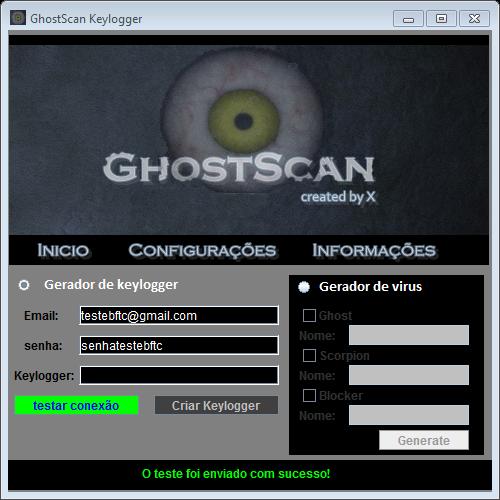 GhostScan Keylogger
GHOSTSCAN
created by X
INICIO CONFIGURAÇÕES INFORMAÇÕES
Gerador de keylogger
Email: testebftc@gmail.com
senha: senhatestebftc
Keylogger:
testar conexão Criar Keylogger
Gerador de virus
Ghost
Nome:
Scorpion
Nome:
Blocker
Nome:
Generate
O teste foi enviado com sucesso!